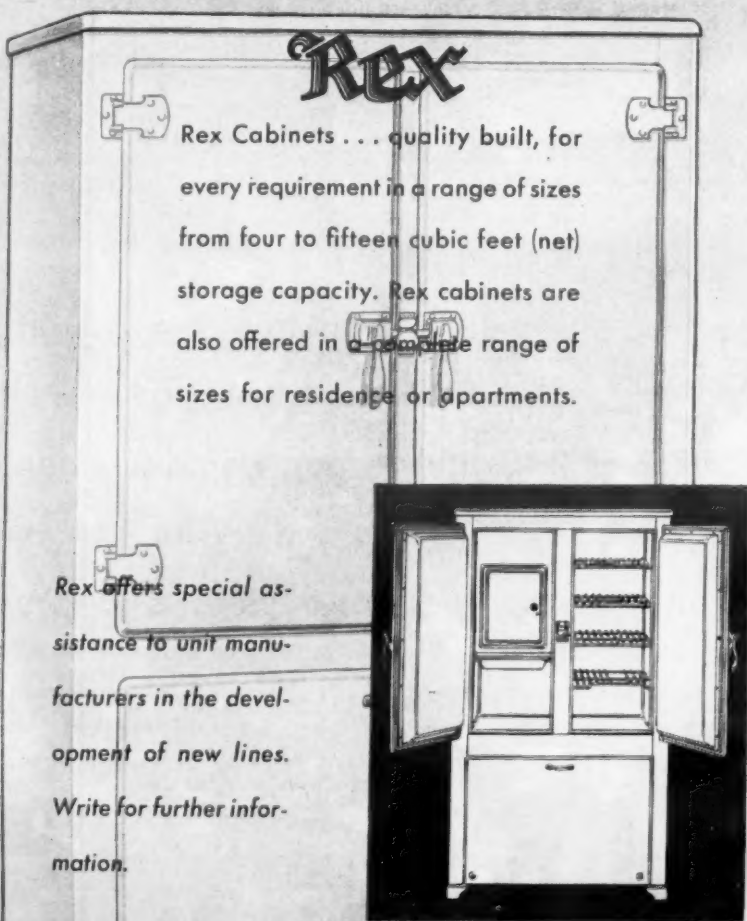 Rex
Rex Cabinets . . . quality built, for
every requirement in a range of sizes
from four to fifteen cubic feet (net)
storage capacity. Rex cabinets are
also offered in a complete range of
sizes for residence or apartments.
Rex offers special as-
sistance to unit manu-
facturers in the devel-
opment of new lines.
Write for further infor-
mation.